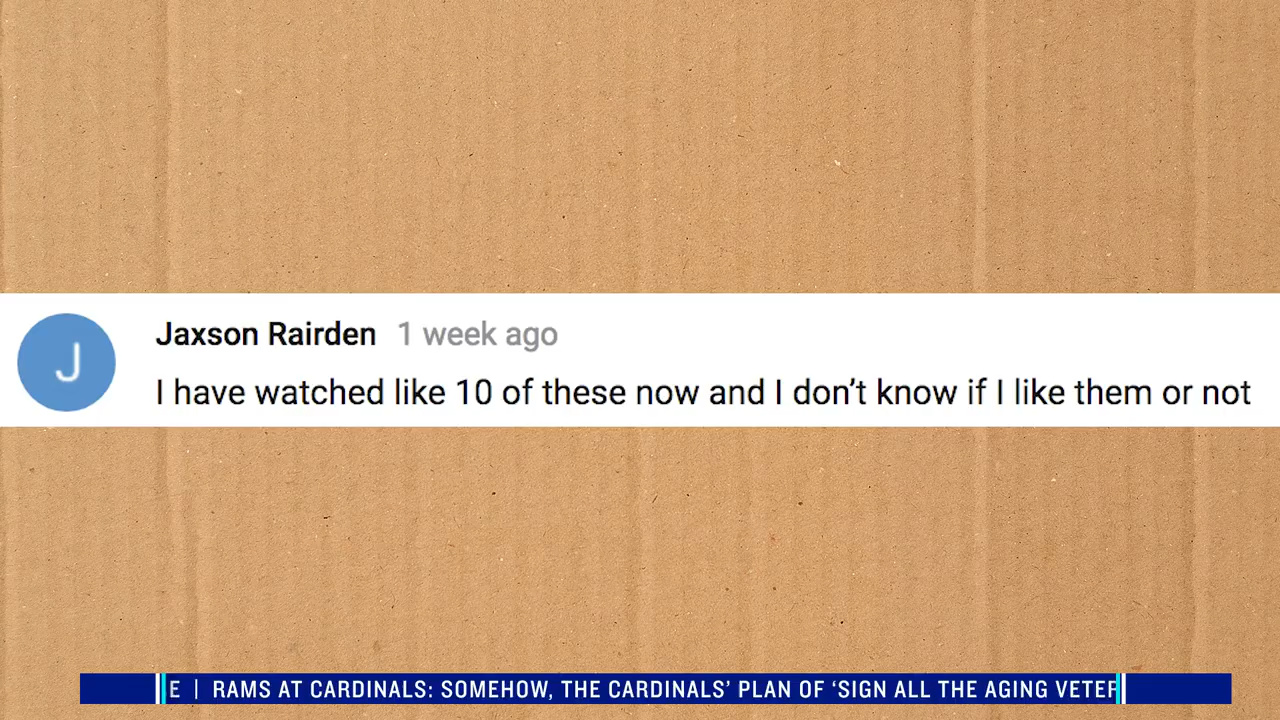 J
Jaxson Rairden 1 week ago
I have watched like 10 of these now and I don’t know if I like them or not
E | RAMS AT CARDINALS: SOMEHOW, THE CARDINALS’ PLAN OF ‘SIGN ALL THE AGING